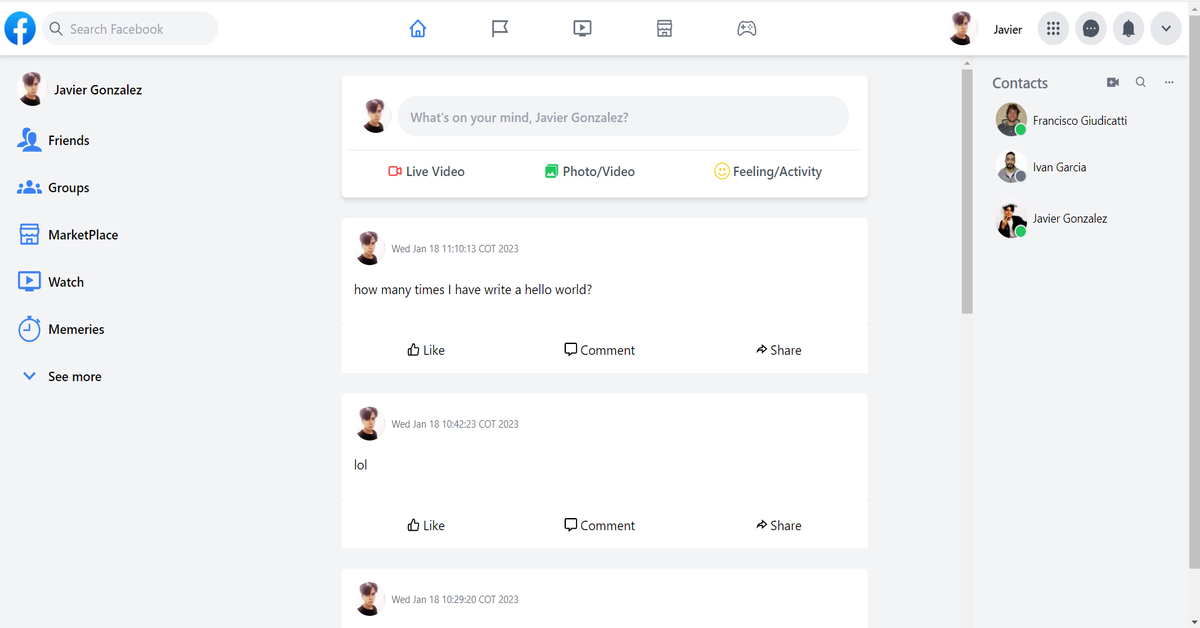 Search Facebook
Javier
Javier Gonzalez
Friends
Groups
MarketPlace
Watch
Memeries
See more
What's on your mind, Javier Gonzalez?
Live Video Photo/Video Feeling/Activity
Wed Jan 18 11:10:13 COT 2023
how many times I have write a hello world?
Like Comment Share
Wed Jan 18 10:42:23 COT 2023
lol
Like Comment Share
Wed Jan 18 10:29:20 COT 2023
Contacts
Francisco Giudicatti
Ivan Garcia
Javier Gonzalez